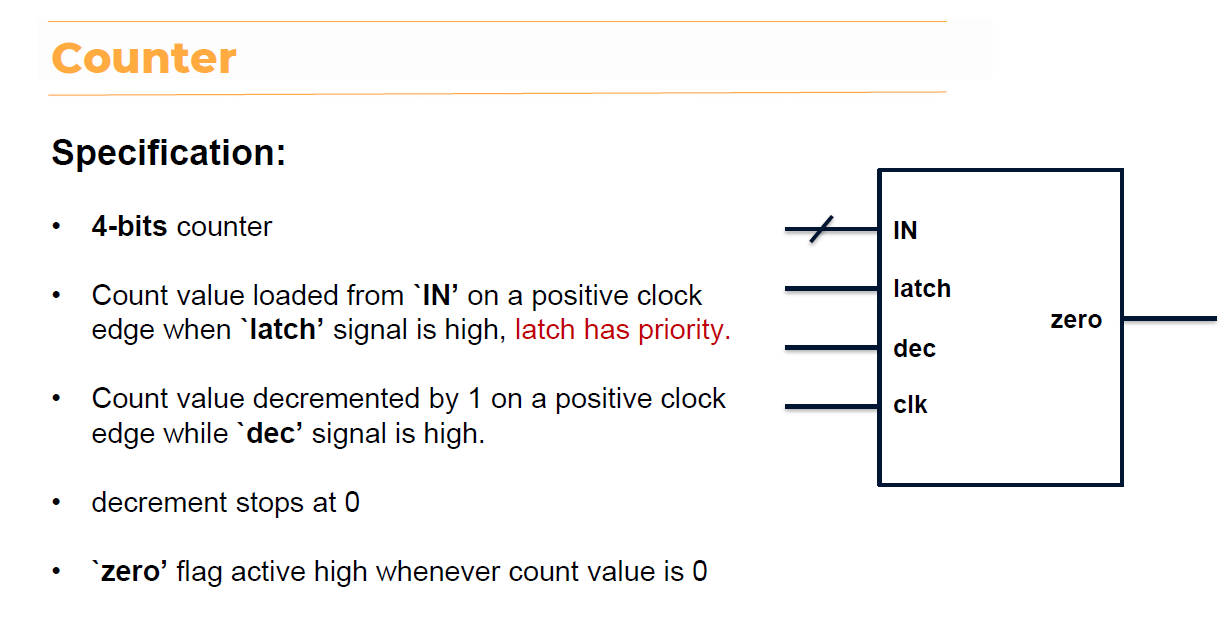 Counter
Specification:
• 4-bits counter
• Count value loaded from `IN’ on a positive clock
edge when `latch’ signal is high, latch has priority.
• Count value decremented by 1 on a positive clock
edge while `dec’ signal is high.
• decrement stops at 0
• `zero’ flag active high whenever count value is 0
IN
latch
zero
dec
clk